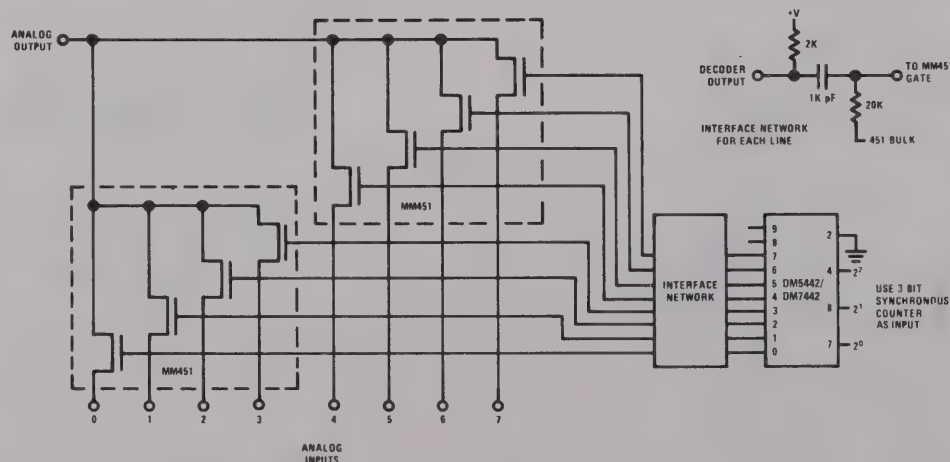 ANALOG
OUTPUT
+V
2K
DECODER
OUTPUT
1K pF
TO MM451
GATE
20K
451 BULK
INTERFACE NETWORK
FOR EACH LINE
MM451
MM451
INTERFACE
NETWORK
9
8
7
6
5
4
3
2
1
0
DM5442/
DM7442
2
4
8
7
2²
2¹
2⁰
USE 3 BIT
SYNCHRONOUS
COUNTER
AS INPUT
0
1
2
3
4
5
6
7
ANALOG
INPUTS